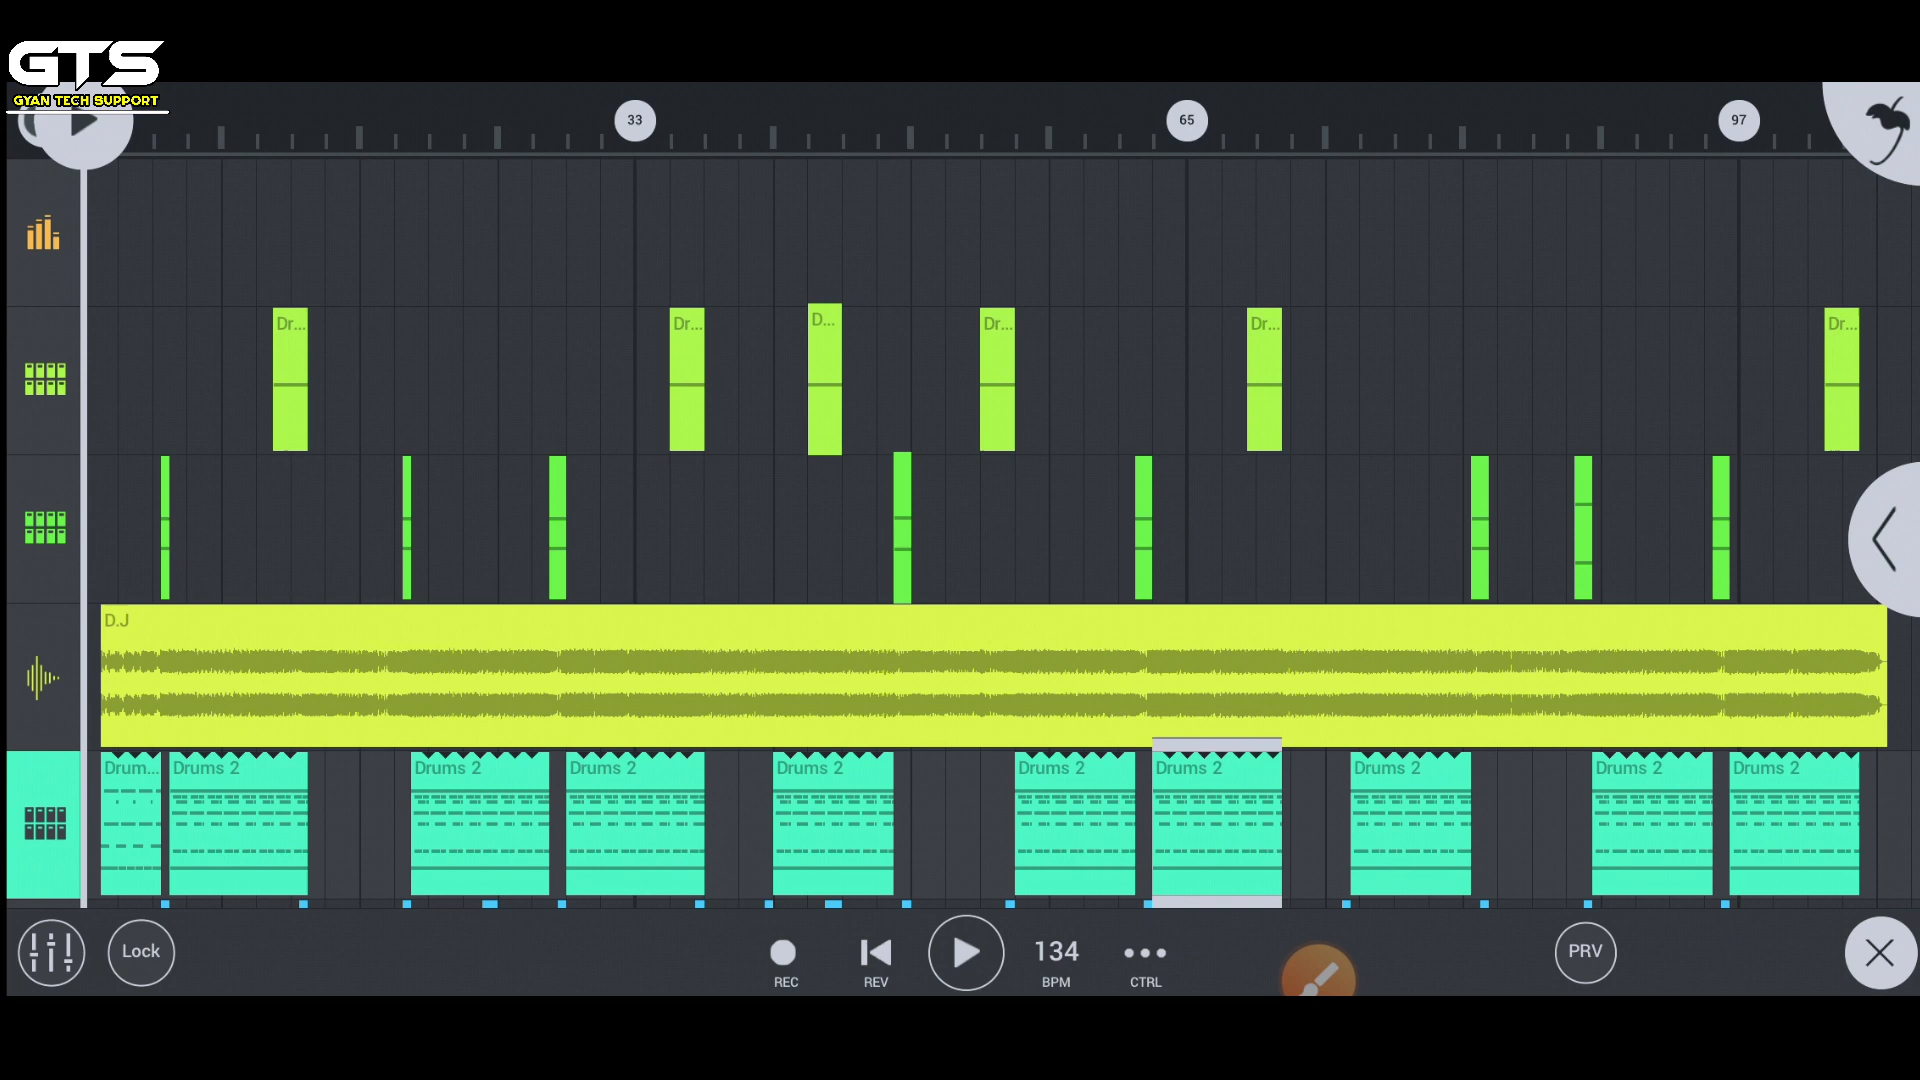 GTS
GYAN TECH SUPPORT
33
65
97
Dr...
Dr...
D...
Dr...
Dr...
Dr...
D.J
Drum...
Drums 2
Drums 2
Drums 2
Drums 2
Drums 2
Drums 2
Drums 2
Drums 2
Drums 2
Lock
REC
REV
134
BPM
CTRL
PRV